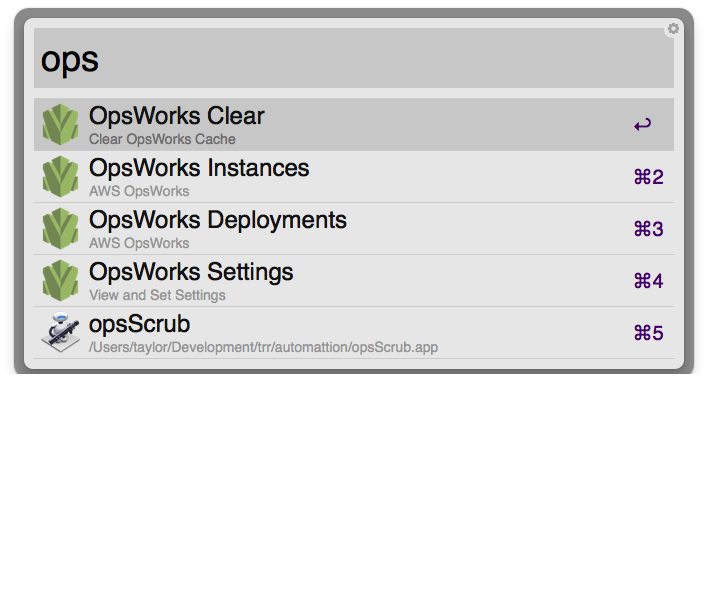 ops
OpsWorks Clear
Clear OpsWorks Cache
↩
OpsWorks Instances
AWS OpsWorks
⌘2
OpsWorks Deployments
AWS OpsWorks
⌘3
OpsWorks Settings
View and Set Settings
⌘4
opsScrub
/Users/taylor/Development/trr/automattion/opsScrub.app
⌘5